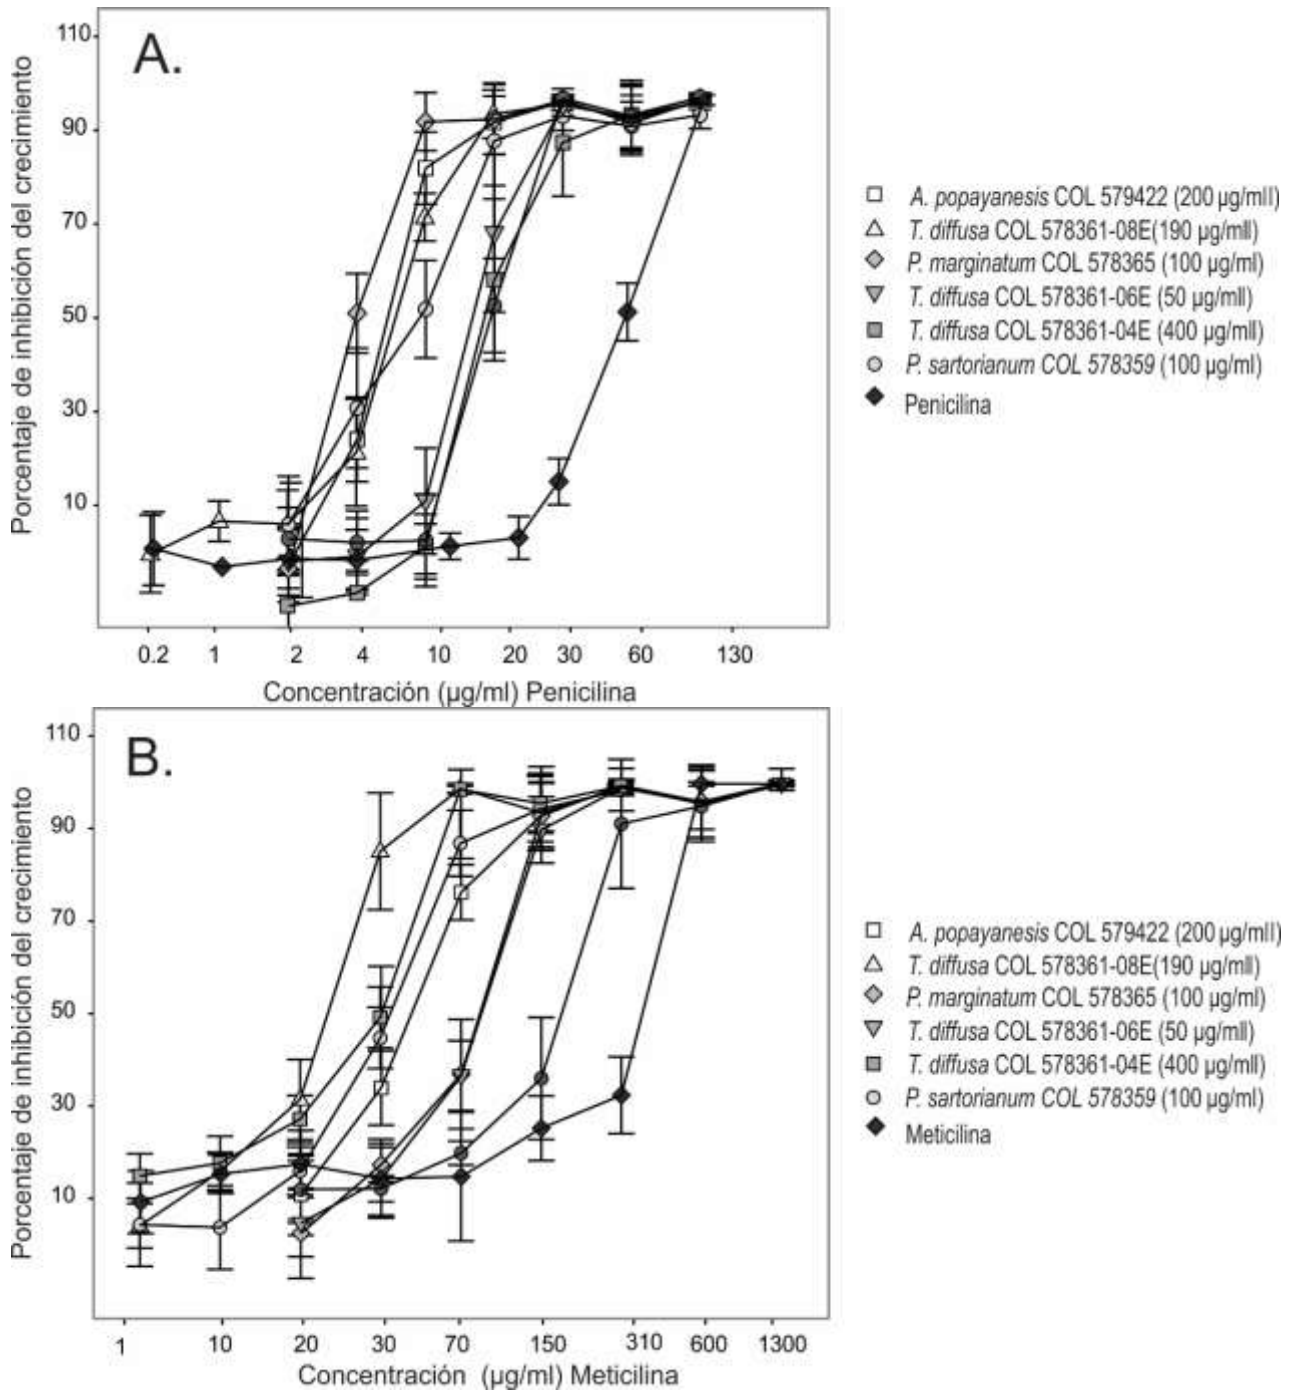 A.
Porcentaje de inhibición del crecimiento
110
90
70
50
30
10
0.2 1 2 4 10 20 30 60 130
Concentración (µg/ml) Penicilina
A. popayanesis COL 579422 (200 µg/mll)
T. diffusa COL 578361-08E(190 µg/mll)
P. marginatum COL 578365 (100 µg/ml)
T. diffusa COL 578361-06E (50 µg/mll)
T. diffusa COL 578361-04E (400 µg/mll)
P. sartorianum COL 578359 (100 µg/ml)
Penicilina
B.
Porcentaje de inhibición del crecimiento
110
90
70
50
30
10
1 10 20 30 70 150 310 600 1300
Concentración (µg/ml) Meticilina
A. popayanesis COL 579422 (200 µg/mll)
T. diffusa COL 578361-08E(190 µg/mll)
P. marginatum COL 578365 (100 µg/ml)
T. diffusa COL 578361-06E (50 µg/mll)
T. diffusa COL 578361-04E (400 µg/mll)
P. sartorianum COL 578359 (100 µg/ml)
Meticilina